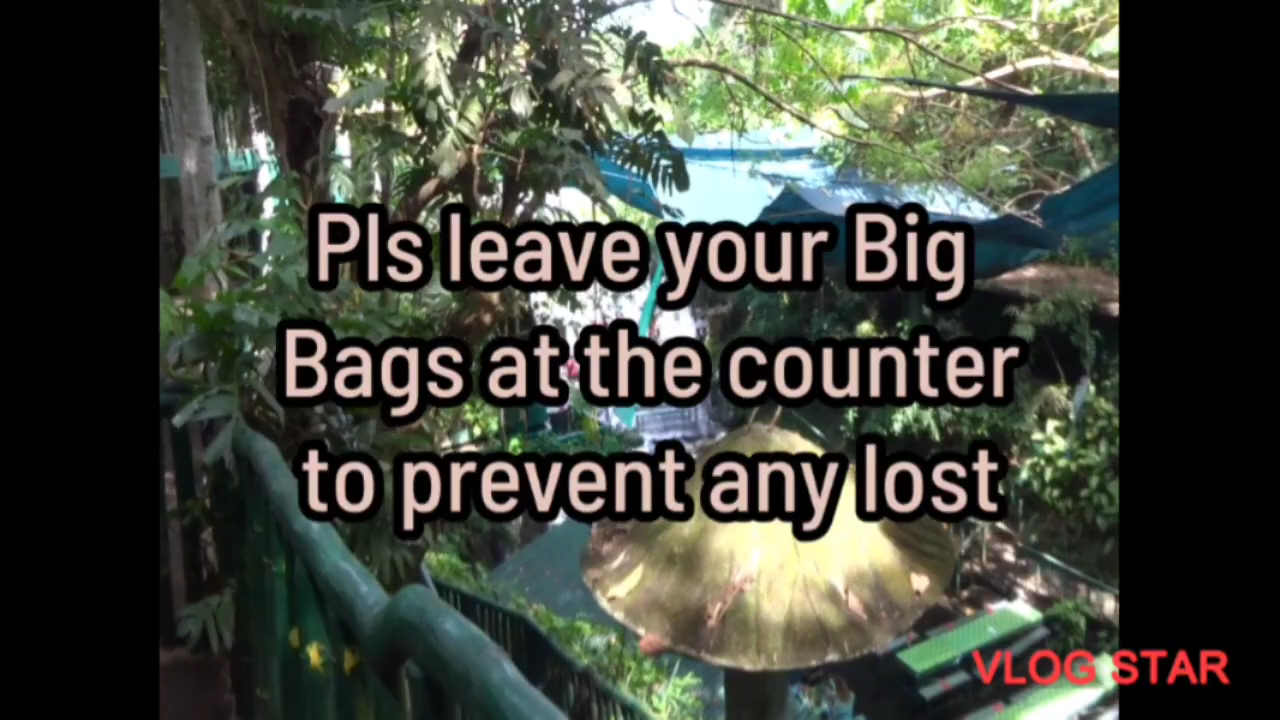 Pls leave your Big
Bags at the counter
to prevent any lost
VLOG STAR